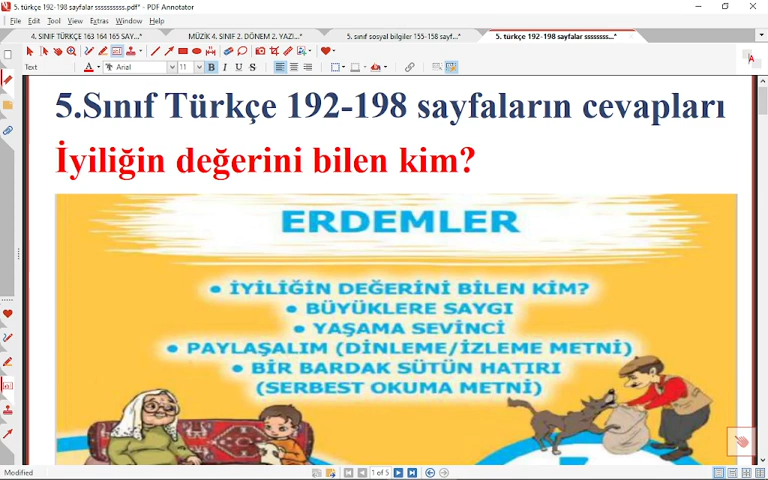 5. türkçe 192-198 sayfalar ssssssssss.pdf* - PDF Annotator
File Edit Tool View Extras Window Help
4. SINIF TÜRKÇE 163 164 165 SAY...*
MÜZİK 4. SINIF 2. DÖNEM 2. YAZI...*
5. sınıf sosyal bilgiler 155-158 sayf...*
5. türkçe 192-198 sayfalar ssssssss...*
Text
A
Arial
11
B I U S
5.Sınıf Türkçe 192-198 sayfaların cevapları
İyiliğin değerini bilen kim?
ERDEMLER
• İYİLİĞİN DEĞERİNİ BİLEN KİM?
• BÜYÜKLERE SAYGI
• YAŞAMA SEVİNCİ
• PAYLAŞALIM (DİNLEME/İZLEME METNİ)
• BİR BARDAK SÜTÜN HATIRI
(SERBEST OKUMA METNİ)
Modified
1 of 5